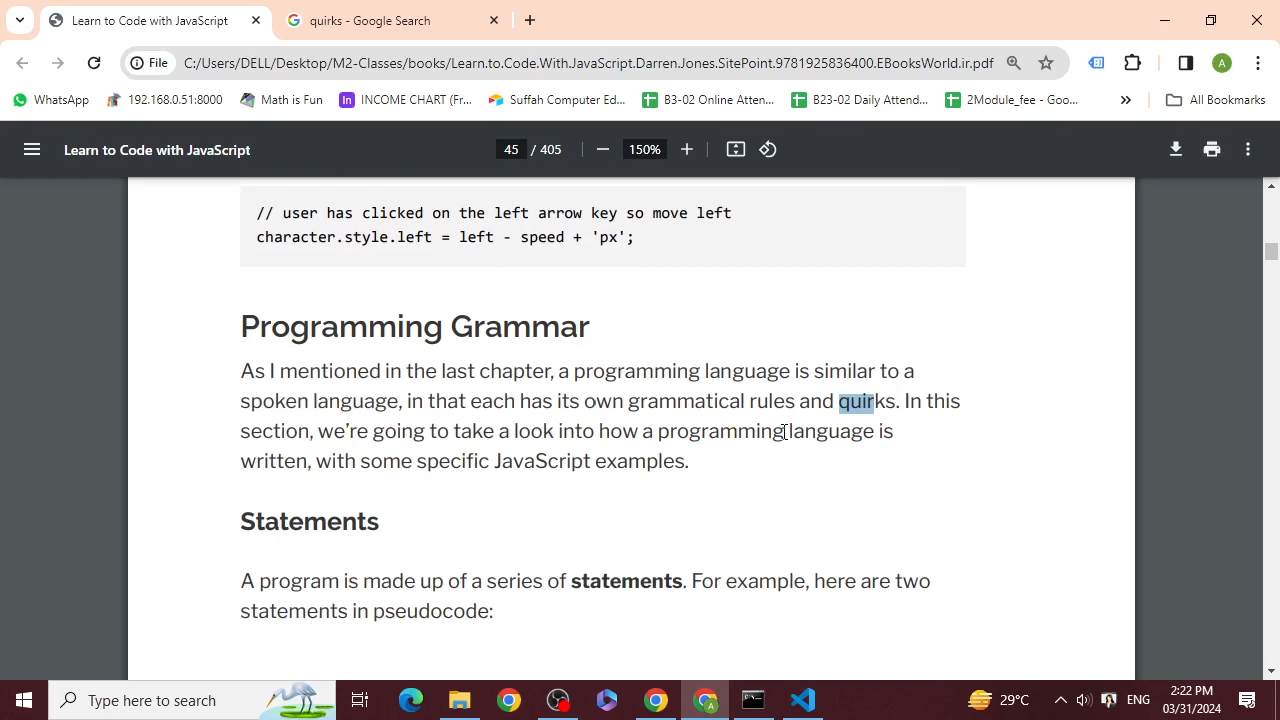 Learn to Code with JavaScript
quirks - Google Search
File
C:/Users/DELL/Desktop/M2-Classes/books/Learn.to.Code.With.JavaScript.Darren.Jones.SitePoint.9781925836400.EBooksWorld.ir.pdf
A
WhatsApp
192.168.0.51:8000
Math is Fun
In
INCOME CHART (Fr...
Suffah Computer Ed...
B3-02 Online Atten...
B23-02 Daily Attend...
2Module_fee - Goo...
All Bookmarks
Learn to Code with JavaScript
45 / 405
150%
// user has clicked on the left arrow key so move left
character.style.left = left - speed + 'px';
Programming Grammar
As I mentioned in the last chapter, a programming language is similar to a
spoken language, in that each has its own grammatical rules and quirks. In this
section, we’re going to take a look into how a programming language is
written, with some specific JavaScript examples.
Statements
A program is made up of a series of statements. For example, here are two
statements in pseudocode:
Type here to search
A
29°C
ENG
2:22 PM
03/31/2024